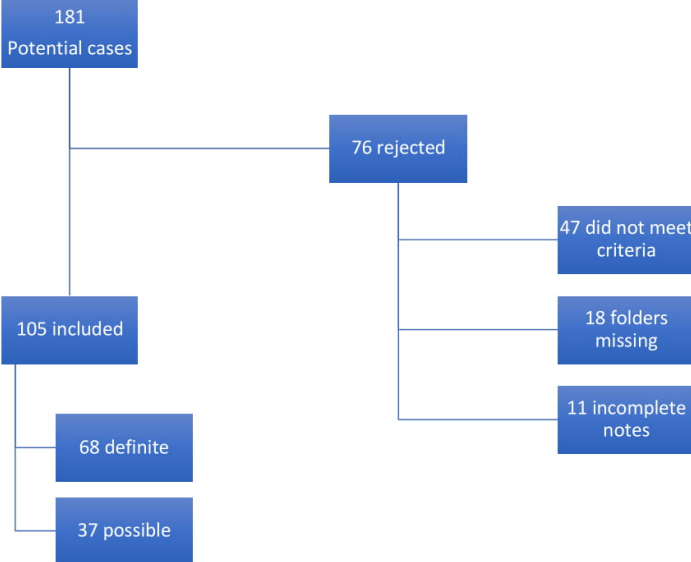 181
Potential cases
76 rejected
47 did not meet
criteria
105 included
18 folders
missing
11 incomplete
notes
68 definite
37 possible